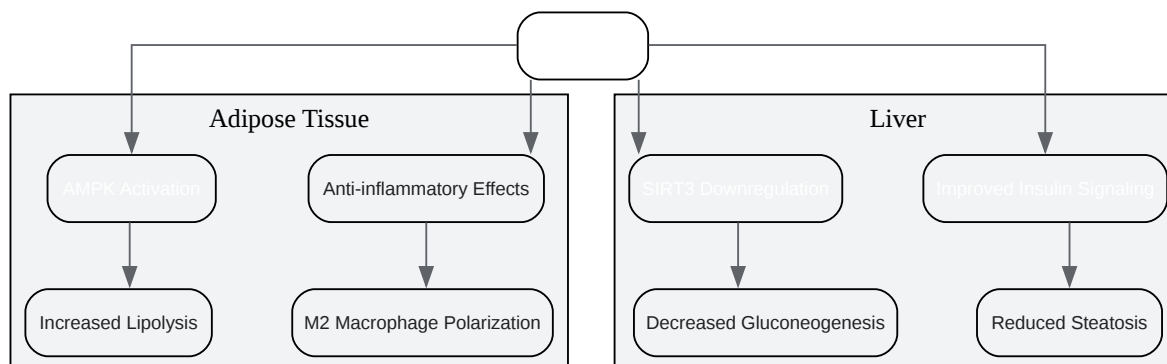 Adipose Tissue
Liver
AMPK Activation
Anti-inflammatory Effects
SIRT3 Downregulation
Improved Insulin Signaling
Increased Lipolysis
M2 Macrophage Polarization
Decreased Gluconeogenesis
Reduced Steatosis